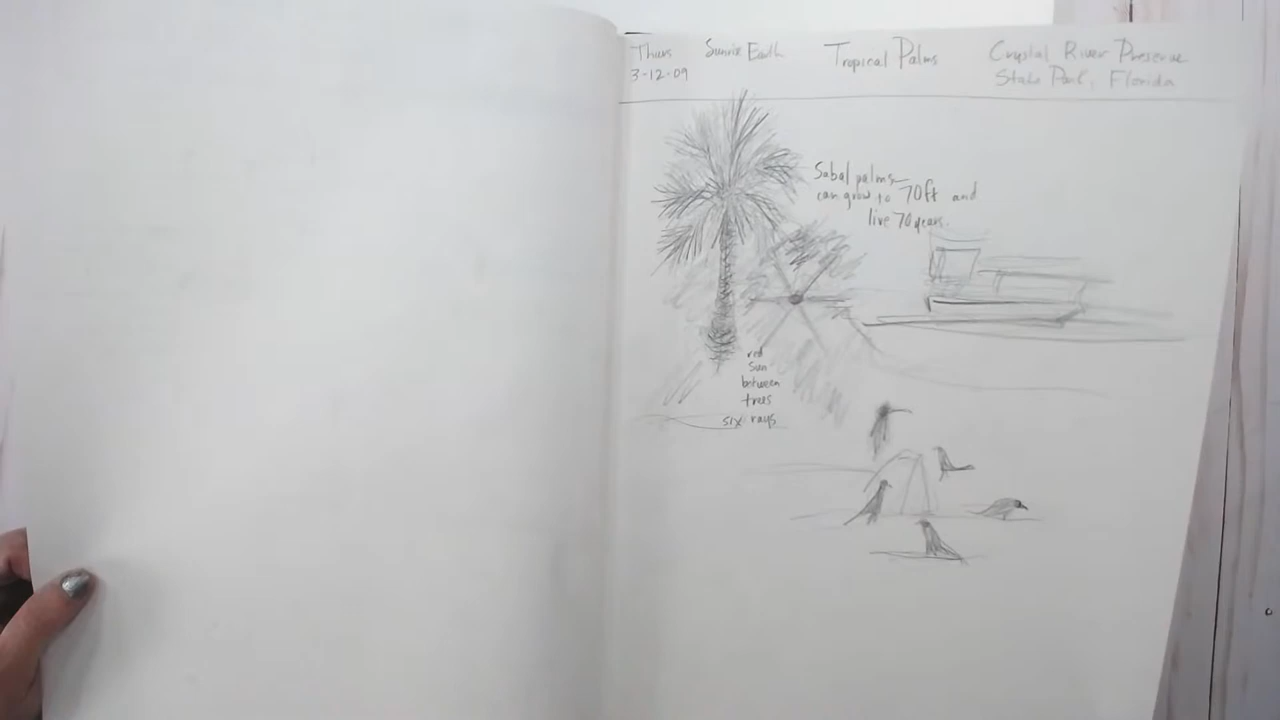 Thurs
3-12-09
Sunrise Earth
Tropical Palms
Crystal River Preserve
State Park, Florida
Sabal palms
can grow to 70ft and
live 70 years.
red
sun
between
trees
six rays